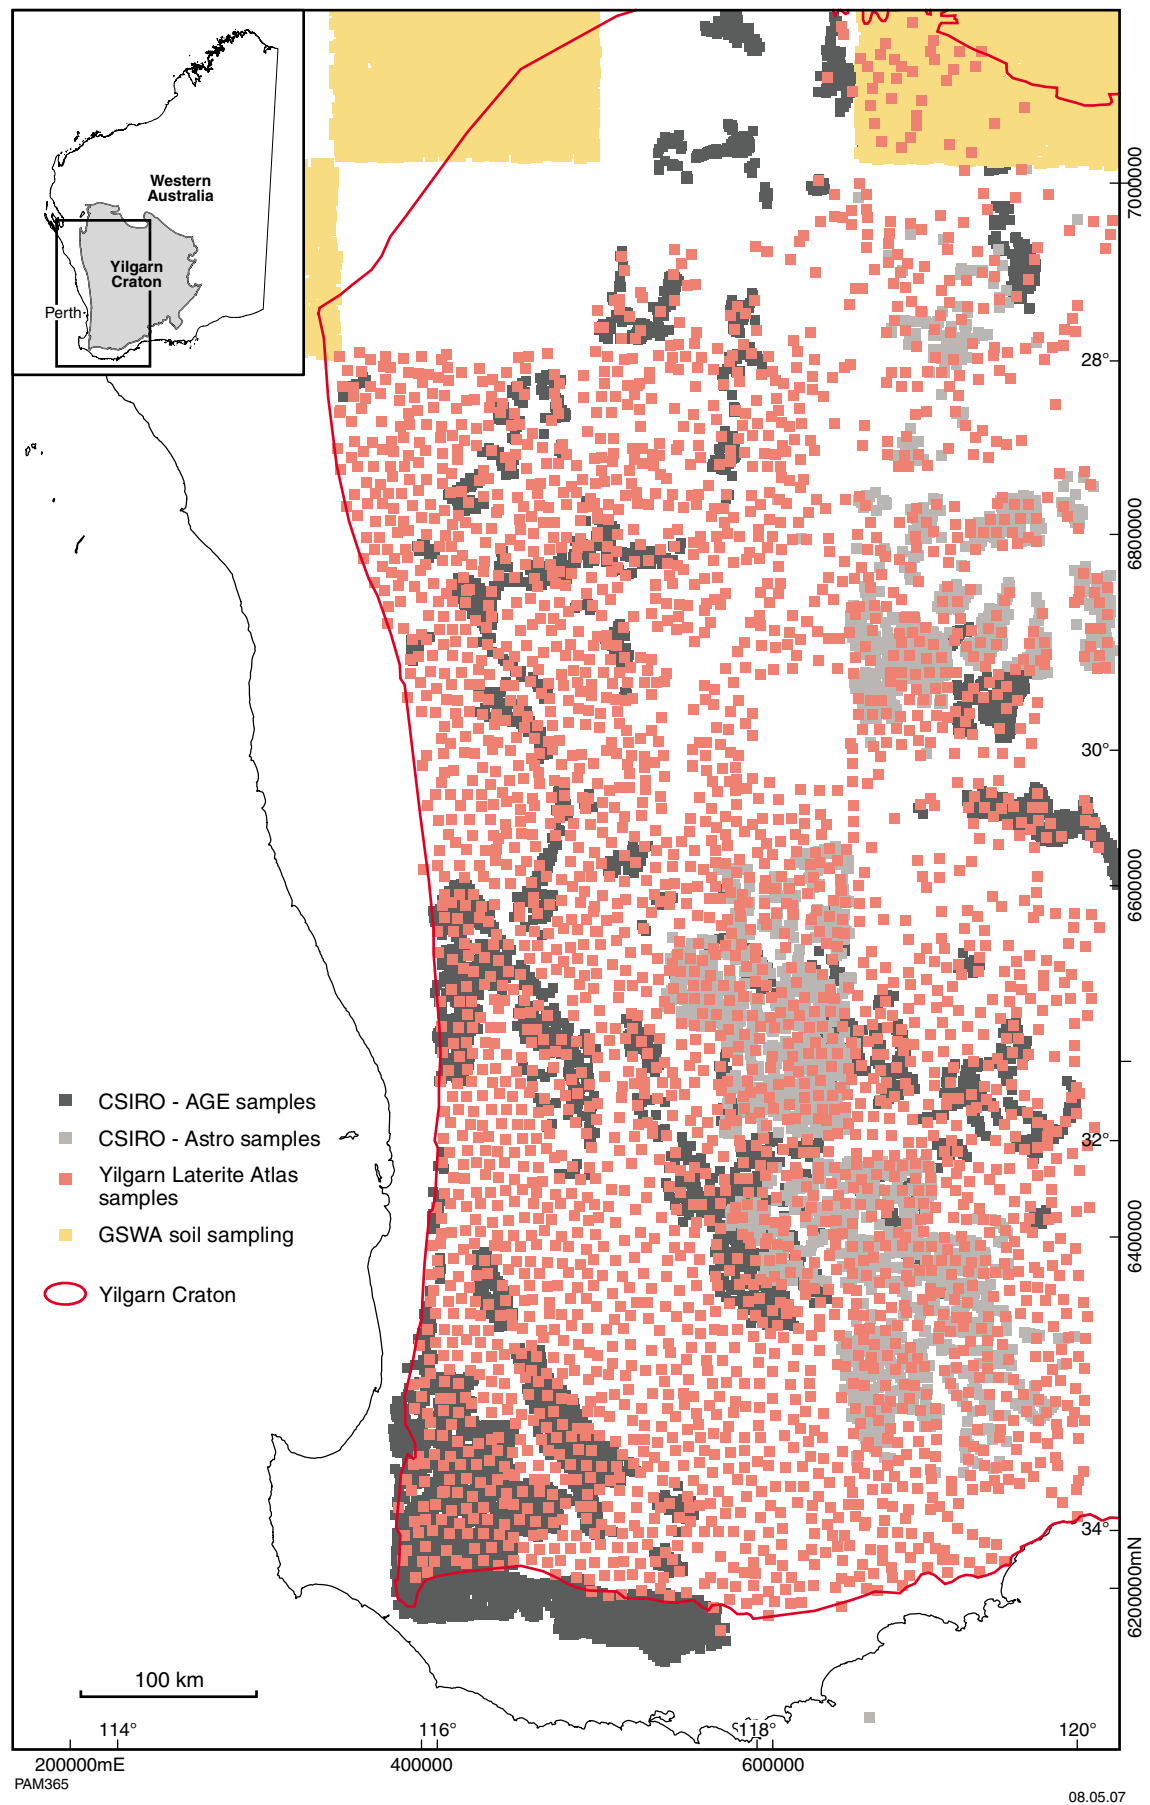 Western
Australia
Yilgarn
Craton
Perth
7000000
28°
6800000
30°
6600000
32°
6400000
34°
6200000mN
CSIRO - AGE samples
CSIRO - Astro samples
Yilgarn Laterite Atlas
samples
GSWA soil sampling
Yilgarn Craton
100 km
114° 116° 118° 120°
200000mE 400000 600000
PAM365
08.05.07